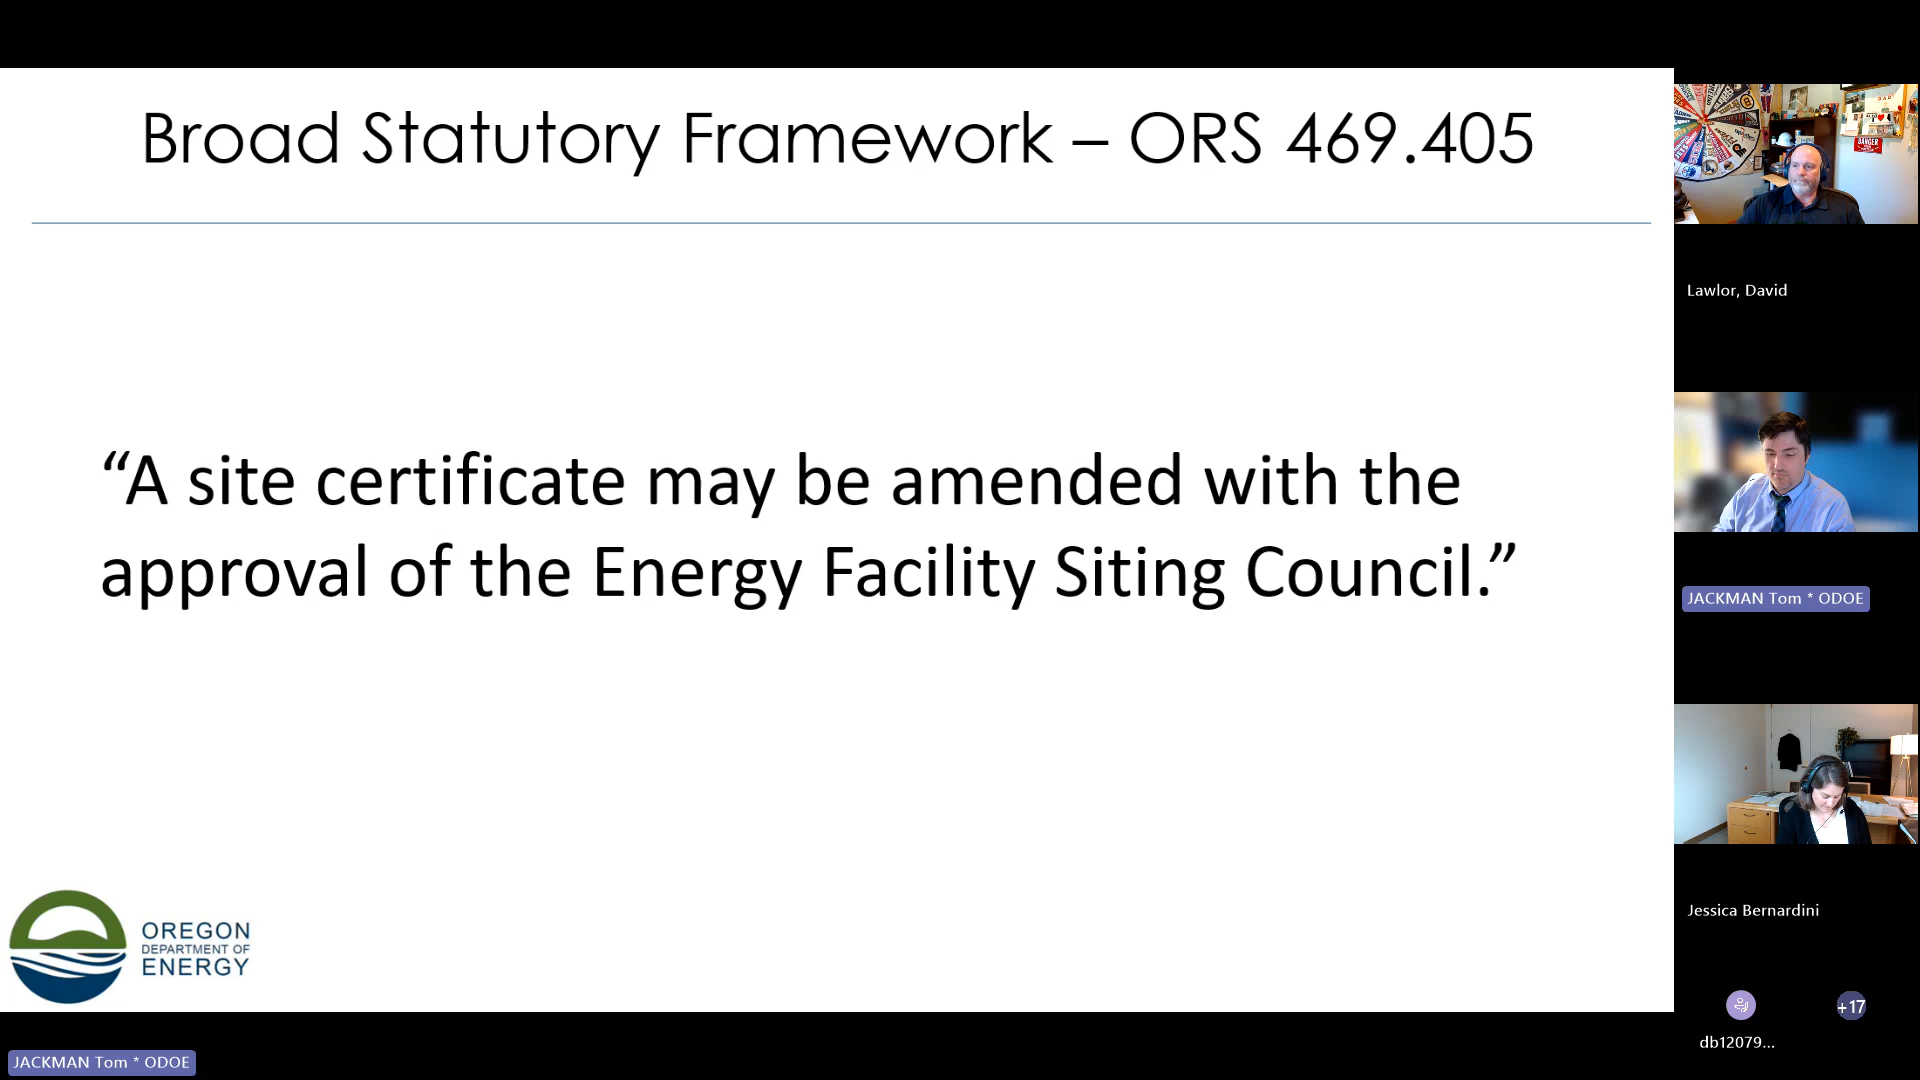 Broad Statutory Framework – ORS 469.405
“A site certificate may be amended with the
approval of the Energy Facility Siting Council.”
OREGON
DEPARTMENT OF
ENERGY
JACKMAN Tom * ODOE
DANGER
Lawlor, David
JACKMAN Tom * ODOE
Jessica Bernardini
+17
db12079...